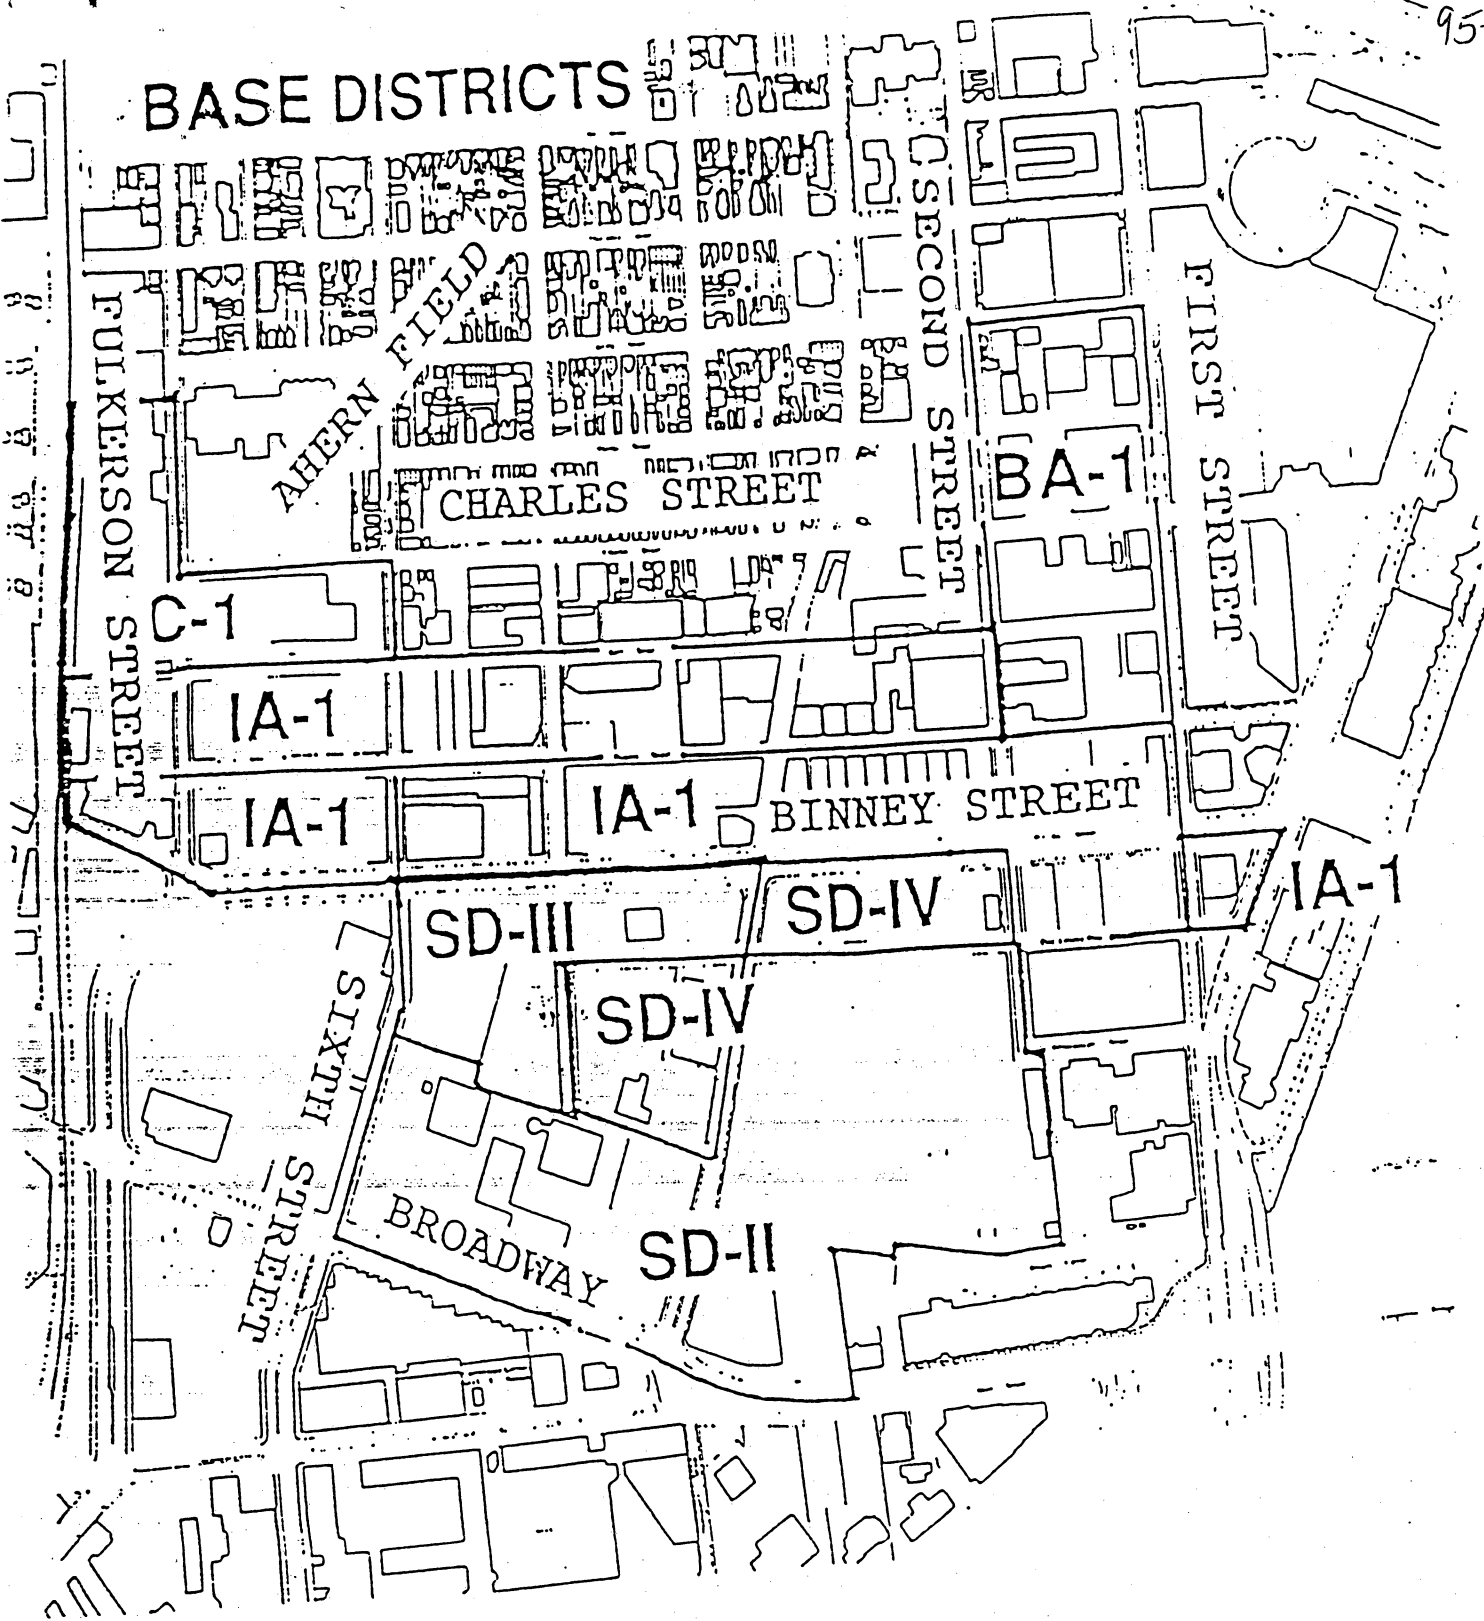 95-
BASE DISTRICTS
FULKERSON STREET
AHERN FIELD
C SECOND STREET
FIRST STREET
CHARLES STREET
BA-1
C-1
IA-1
IA-1
IA-1
BINNEY STREET
IA-1
SD-III
SD-IV
SD-IV
SIXTH STREET
BROADWAY
SD-II